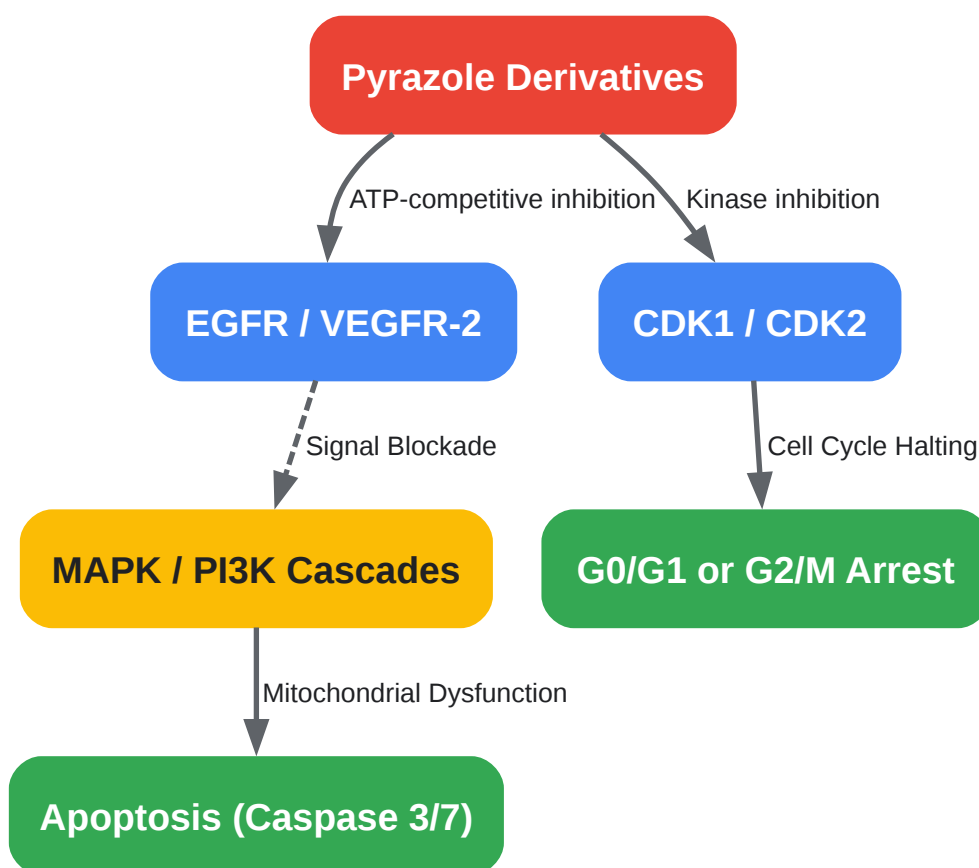 Pyrazole Derivatives
ATP-competitive inhibition
Kinase inhibition
EGFR / VEGFR-2
CDK1 / CDK2
Signal Blockade
Cell Cycle Halting
MAPK / PI3K Cascades
G0/G1 or G2/M Arrest
Mitochondrial Dysfunction
Apoptosis (Caspase 3/7)